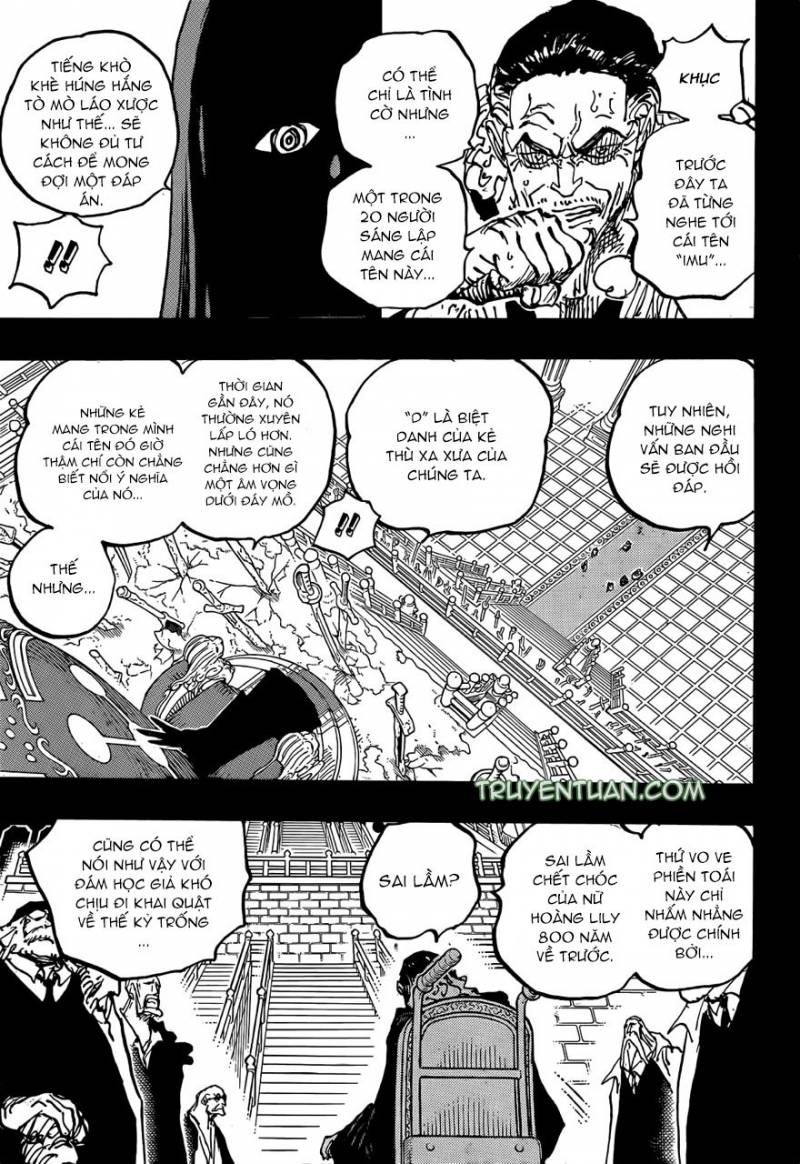 KHỤC
TRƯỚC
ĐÂY TA
ĐÃ TỪNG
NGHE TỚI
CÁI TÊN
"IMU"...
CÓ THỂ
CHỈ LÀ TÌNH
CỜ NHƯNG
...
MỘT TRONG
20 NGƯỜI
SÁNG LẬP
MANG CÁI
TÊN NÀY...
TIẾNG KHÒ
KHÈ HÚNG HẮNG
TÒ MÒ LÁO XƯỢC
NHƯ THẾ... SẼ
KHÔNG ĐỦ TƯ
CÁCH ĐỂ MONG
ĐỢI MỘT ĐÁP
ÁN.
!!
TUY NHIÊN,
NHỮNG NGHI
VẤN BAN ĐẦU
SẼ ĐƯỢC HỒI
ĐÁP.
"D" LÀ BIỆT
DANH CỦA KẺ
THÙ XA XƯA CỦA
CHÚNG TA.
!!
THỜI GIAN
GẦN ĐÂY, NÓ
THƯỜNG XUYÊN
LẤP LÓ HƠN.
NHƯNG CŨNG
CHẲNG HƠN GÌ
MỘT ÂM VỌNG
DƯỚI ĐÁY MỒ.
NHỮNG KẺ
MANG TRONG MÌNH
CÁI TÊN ĐÓ GIỜ
THẬM CHÍ CÒN CHẲNG
BIẾT NỔI Ý NGHĨA
CỦA NÓ...
THẾ
NHƯNG...
TRUYENTUAN.COM
THỨ VO VE
PHIỀN TOÁI
NÀY CHỈ
NHẤM NHẲNG
ĐƯỢC CHÍNH
BỞI...
SAI LẦM
CHẾT CHÓC
CỦA NỮ
HOÀNG LILY
800 NĂM
VỀ TRƯỚC.
SAI LẦM?
CŨNG CÓ THỂ
NÓI NHƯ VẬY VỚI
ĐÁM HỌC GIẢ KHÓ
CHỊU ĐI KHAI QUẬT
VỀ THẾ KỶ TRỐNG
...